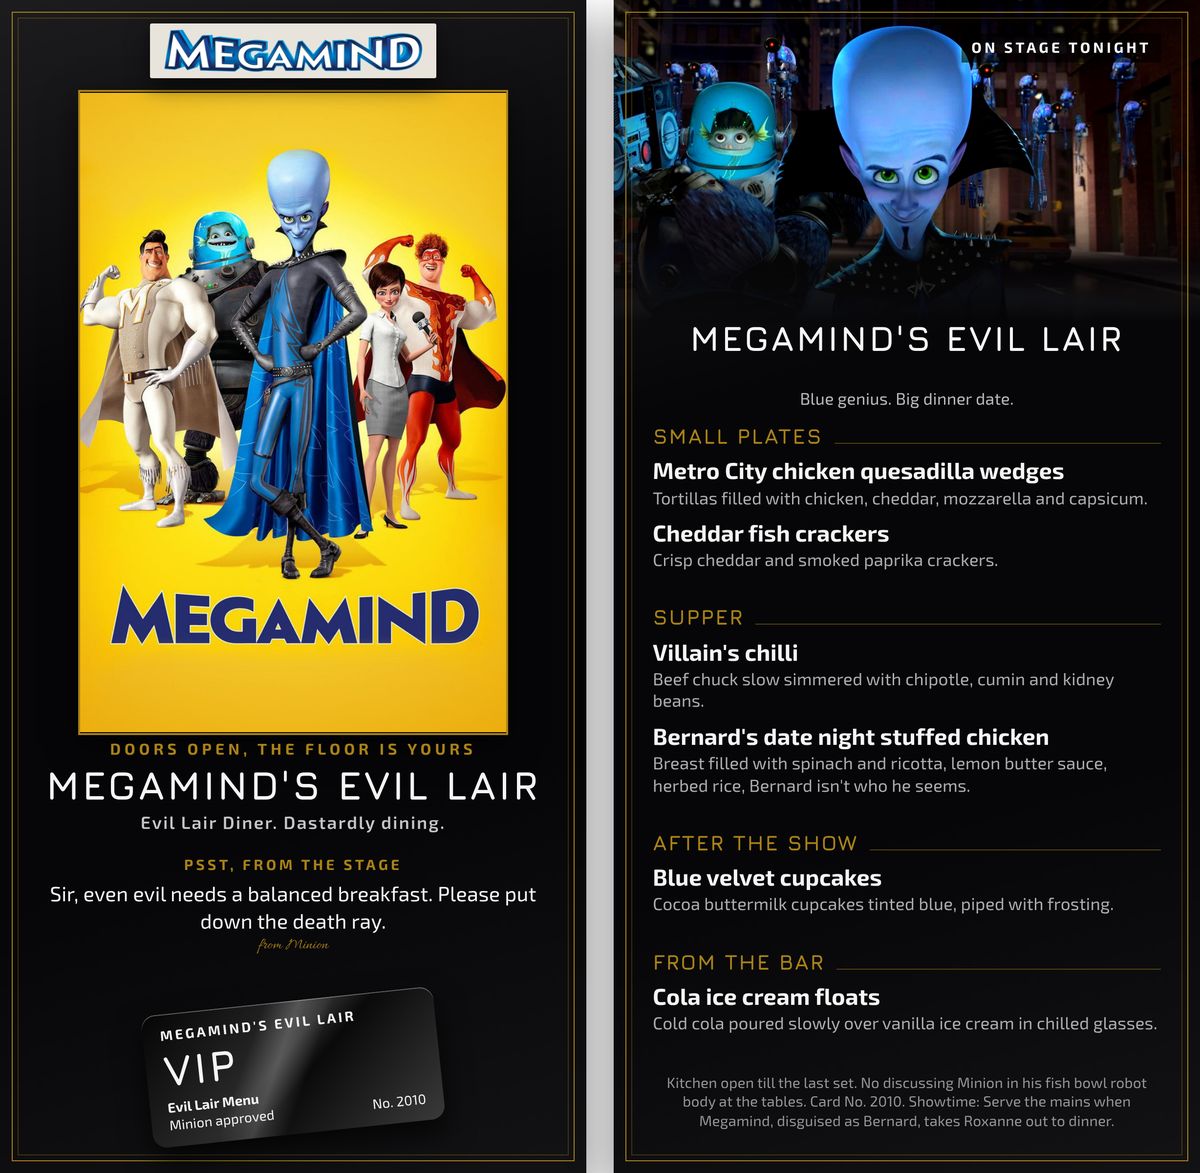 MEGAMIND
MEGAMIND
DOORS OPEN, THE FLOOR IS YOURS
MEGAMIND'S EVIL LAIR
Evil Lair Diner. Dastardly dining.
PSST, FROM THE STAGE
Sir, even evil needs a balanced breakfast. Please put
down the death ray.
from Minion
MEGAMIND'S EVIL LAIR
VIP
Evil Lair Menu
Minion approved
No. 2010
ON STAGE TONIGHT
MEGAMIND'S EVIL LAIR
Blue genius. Big dinner date.
SMALL PLATES
Metro City chicken quesadilla wedges
Tortillas filled with chicken, cheddar, mozzarella and capsicum.
Cheddar fish crackers
Crisp cheddar and smoked paprika crackers.
SUPPER
Villain's chilli
Beef chuck slow simmered with chipotle, cumin and kidney
beans.
Bernard's date night stuffed chicken
Breast filled with spinach and ricotta, lemon butter sauce,
herbed rice, Bernard isn't who he seems.
AFTER THE SHOW
Blue velvet cupcakes
Cocoa buttermilk cupcakes tinted blue, piped with frosting.
FROM THE BAR
Cola ice cream floats
Cold cola poured slowly over vanilla ice cream in chilled glasses.
Kitchen open till the last set. No discussing Minion in his fish bowl robot
body at the tables. Card No. 2010. Showtime: Serve the mains when
Megamind, disguised as Bernard, takes Roxanne out to dinner.